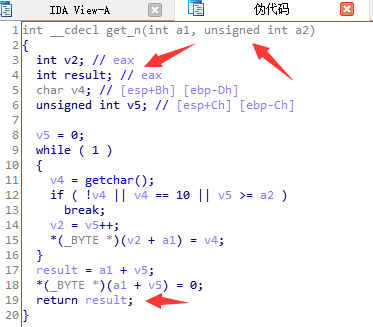 IDA View-A 伪代码
1 int __cdecl get_n(int a1, unsigned int a2)
2 {
3 int v2; // eax
4 int result; // eax
5 char v4; // [esp+Bh] [ebp-Dh]
6 unsigned int v5; // [esp+Ch] [ebp-Ch]
7
8 v5 = 0;
9 while ( 1 )
10 {
11 v4 = getchar();
12 if ( !v4 || v4 == 10 || v5 >= a2 )
13 break;
14 v2 = v5++;
15 *(_BYTE *)(v2 + a1) = v4;
16 }
17 result = a1 + v5;
18 *(_BYTE *)(a1 + v5) = 0;
19 return result;
20 }